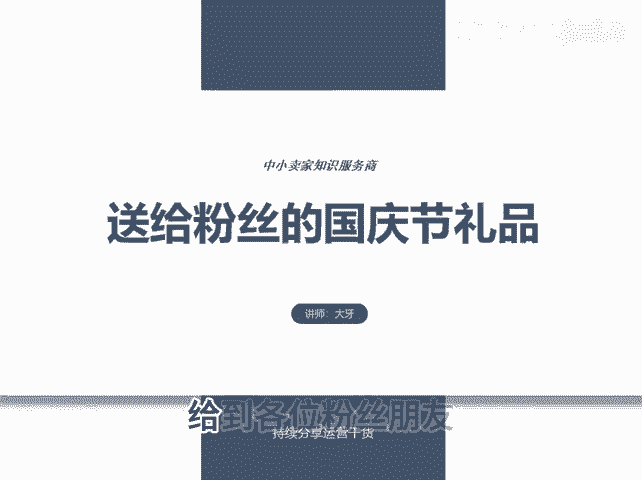 中小卖家知识服务商
送给粉丝的国庆节礼品
讲师：大牙
给到各位粉丝朋友
持续分享运营干货